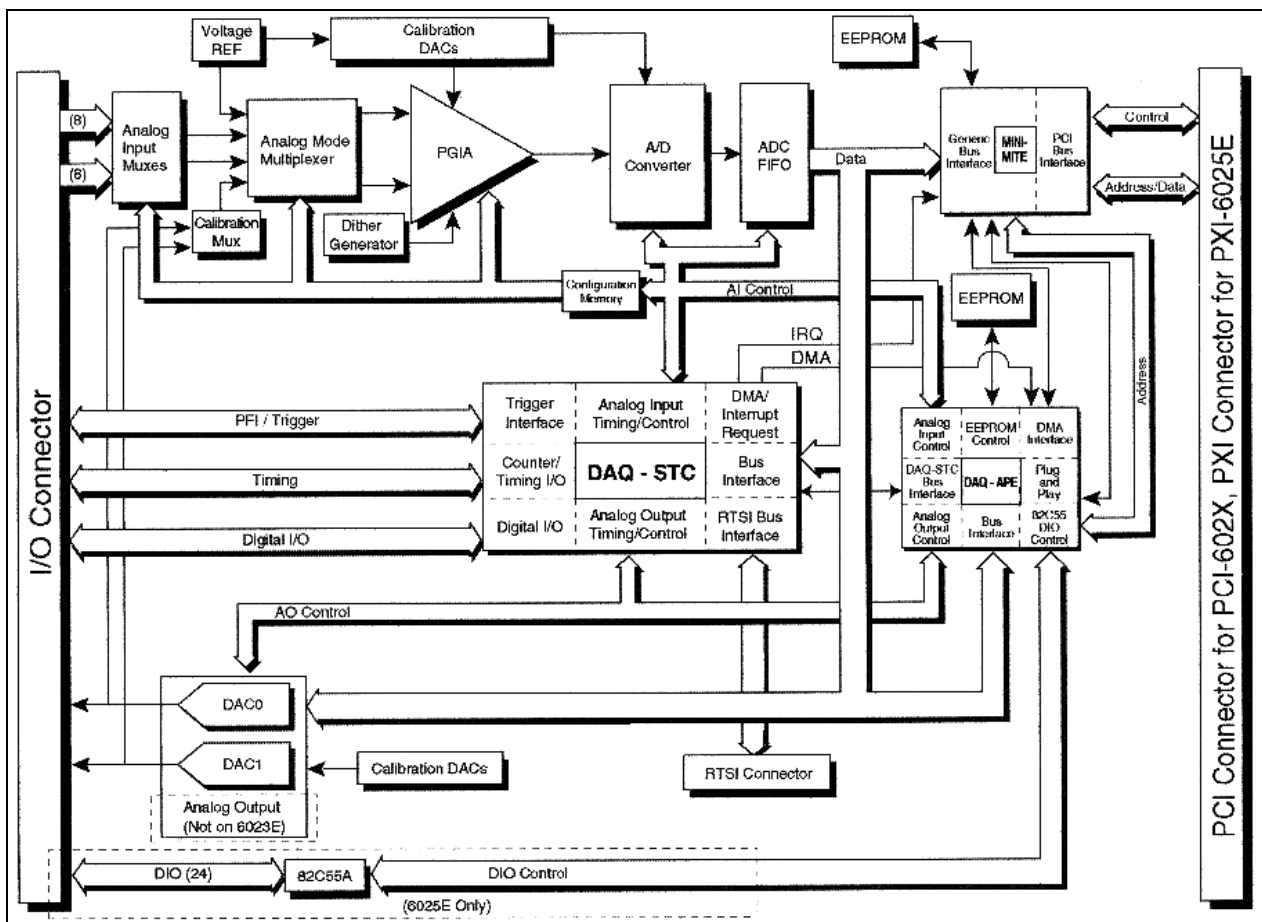 Voltage
REF
Calibration
DACs
EEPROM
(8)
(8)
Analog
Input
Muxes
Analog Mode
Multiplexer
PGIA
A/D
Converter
ADC
FIFO
Data
Generic
Bus
Interface
MINI-
MITE
PCI
Bus
Interface
Control
Address/Data
Calibration
Mux
Dither
Generator
Configuration
Memory
AI Control
EEPROM
IRQ
DMA
Address
I/O Connector
PCI Connector for PCI-602X, PXI Connector for PXI-6025E
PFI / Trigger
Timing
Digital I/O
Trigger
Interface
Analog Input
Timing/Control
DMA/
Interrupt
Request
Counter/
Timing I/O
DAQ - STC
Bus
Interface
Digital I/O
Analog Output
Timing/Control
RTSI Bus
Interface
Analog
Input
Control
EEPROM
Control
DMA
Interface
DAQ-STC
Bus
Interface
DAQ - APE
Plug
and
Play
Analog
Output
Control
Bus
Interface
82C55
DIO
Control
AO Control
DAC0
DAC1
Calibration DACs
RTSI Connector
Analog Output
(Not on 6023E)
DIO (24)
82C55A
DIO Control
(6025E Only)